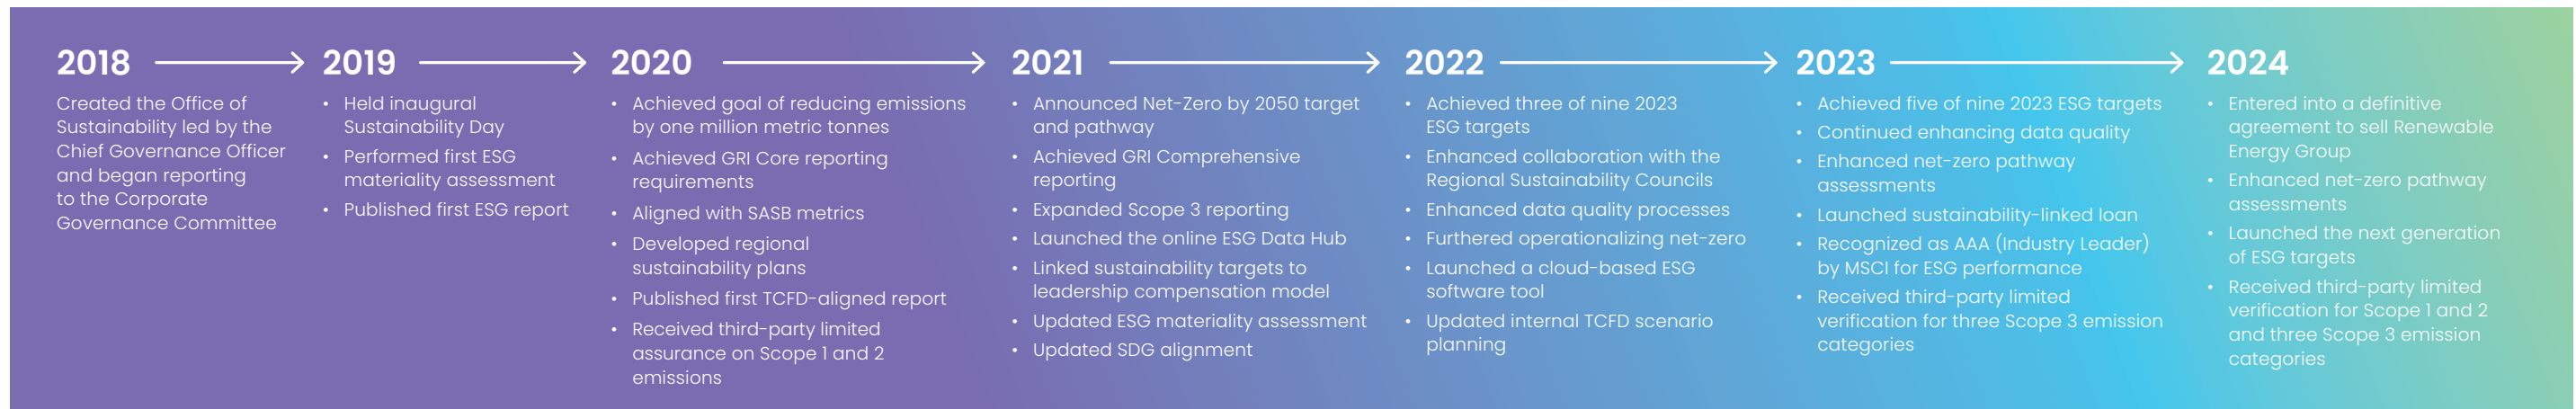 2018
Created the Office of
Sustainability led by the
Chief Governance Officer
and began reporting
to the Corporate
Governance Committee
2019
• Held inaugural
Sustainability Day
• Performed first ESG
materiality assessment
• Published first ESG report
2020
• Achieved goal of reducing emissions
by one million metric tonnes
• Achieved GRI Core reporting
requirements
• Aligned with SASB metrics
• Developed regional
sustainability plans
• Published first TCFD-aligned report
• Received third-party limited
assurance on Scope 1 and 2
emissions
2021
• Announced Net-Zero by 2050 target
and pathway
• Achieved GRI Comprehensive
reporting
• Expanded Scope 3 reporting
• Launched the online ESG Data Hub
• Linked sustainability targets to
leadership compensation model
• Updated ESG materiality assessment
• Updated SDG alignment
2022
• Achieved three of nine 2023
ESG targets
• Enhanced collaboration with the
Regional Sustainability Councils
• Enhanced data quality processes
• Furthered operationalizing net-zero
• Launched a cloud-based ESG
software tool
• Updated internal TCFD scenario
planning
2023
• Achieved five of nine 2023 ESG targets
• Continued enhancing data quality
• Enhanced net-zero pathway
assessments
• Launched sustainability-linked loan
• Recognized as AAA (Industry Leader)
by MSCI for ESG performance
• Received third-party limited
verification for three Scope 3 emission
categories
2024
• Entered into a definitive
agreement to sell Renewable
Energy Group
• Enhanced net-zero pathway
assessments
• Launched the next generation
of ESG targets
• Received third-party limited
verification for Scope 1 and 2
and three Scope 3 emission
categories